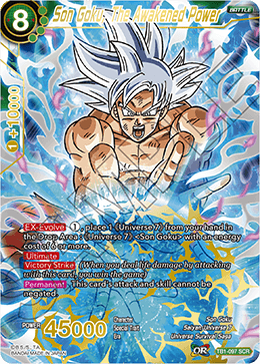 8
Son Goku, The Awakened Power
BATTLE
1 +10000
EX-Evolve 1, place 1 《Universe 7》 from your hand in
the Drop Area : 《Universe 7》, <Son Goku> with an energy
cost of 6 or more.
Ultimate
Victory Strike (When you deal life damage by attacking
with this card, you win the game)
Permanent This card's attack and skill cannot be
negated.
POWER 45000
Character Son Goku
Special Trait Saiyan/Universe 7
Era Universe Survival Saga
BANDAI MADE IN JAPAN
TB1-097 SCR